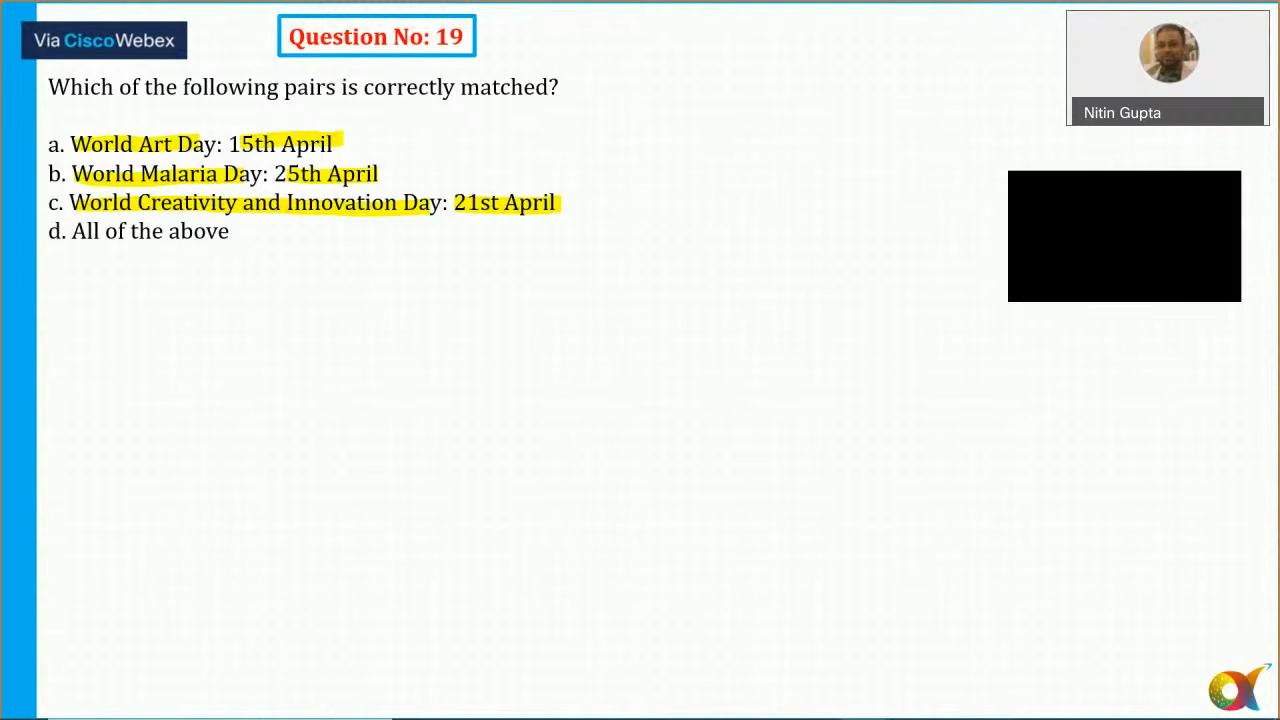 Via CiscoWebex
Question No: 19
Nitin Gupta
Which of the following pairs is correctly matched?
a. World Art Day: 15th April
b. World Malaria Day: 25th April
c. World Creativity and Innovation Day: 21st April
d. All of the above